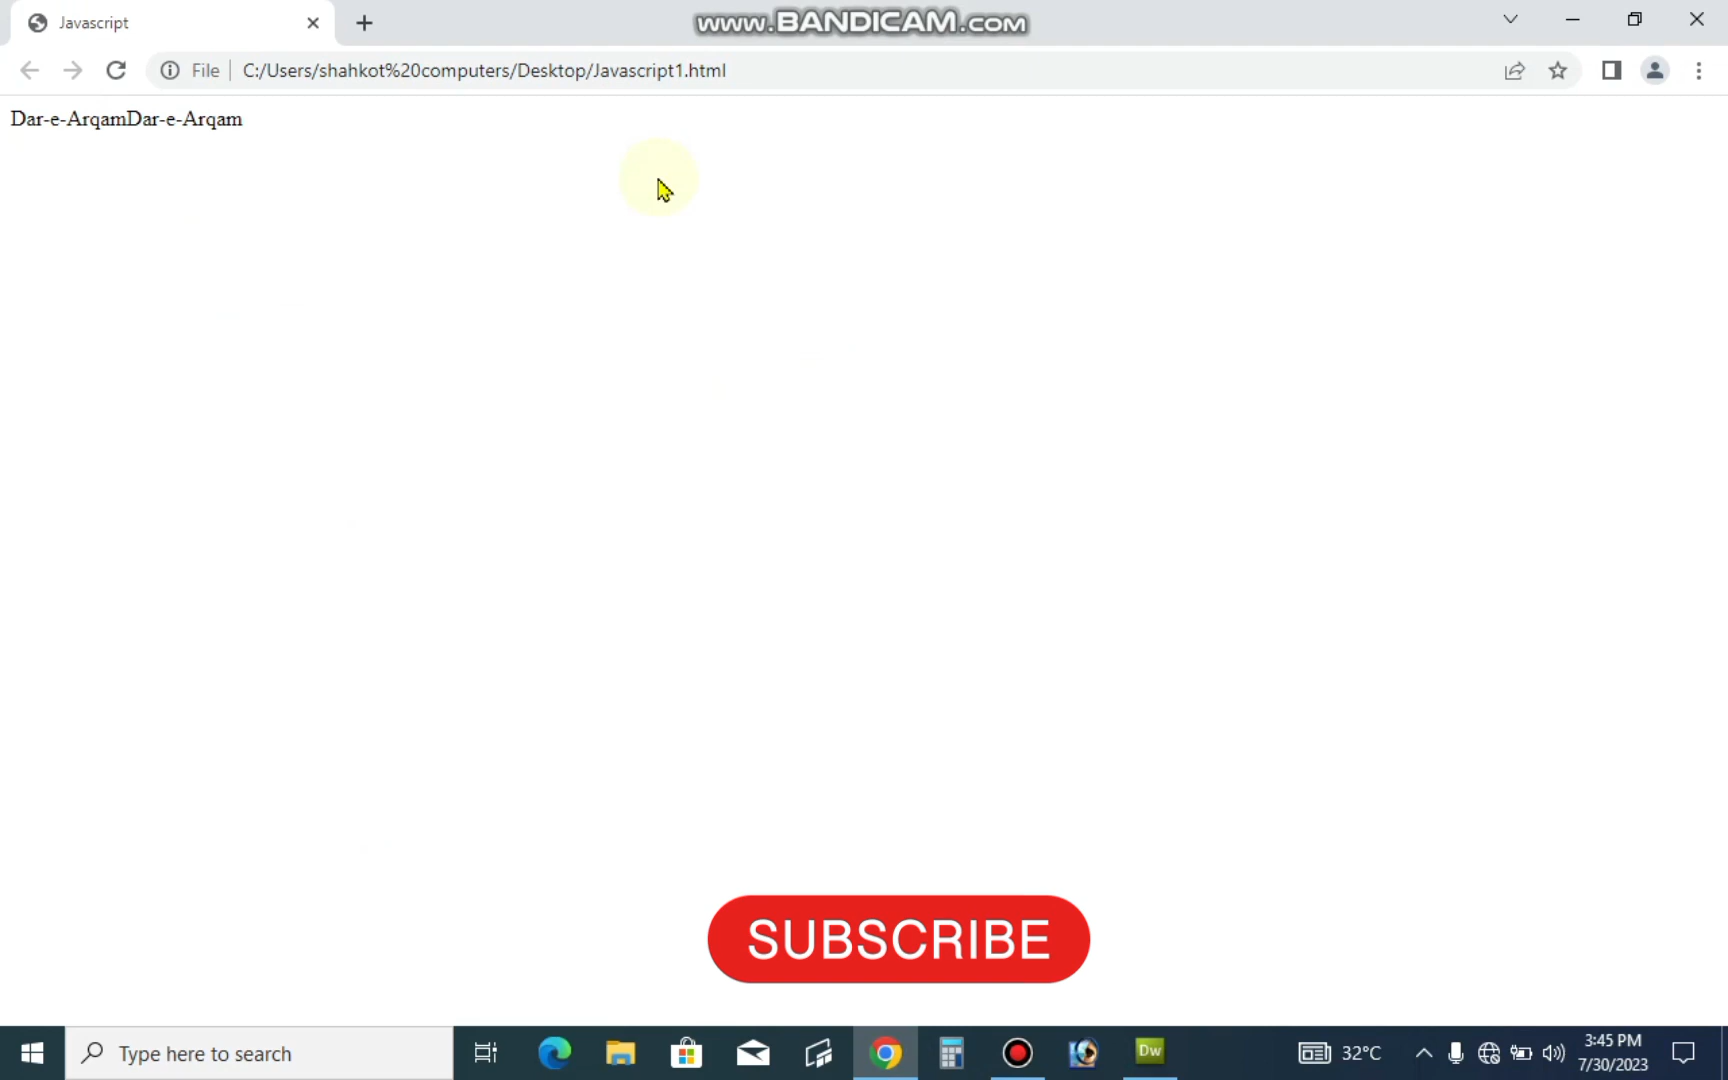 Javascript
www.BANDICAM.com
File
C:/Users/shahkot%20computers/Desktop/Javascript1.html
Dar-e-ArqamDar-e-Arqam
SUBSCRIBE
Type here to search
Dw
32°C
3:45 PM
7/30/2023